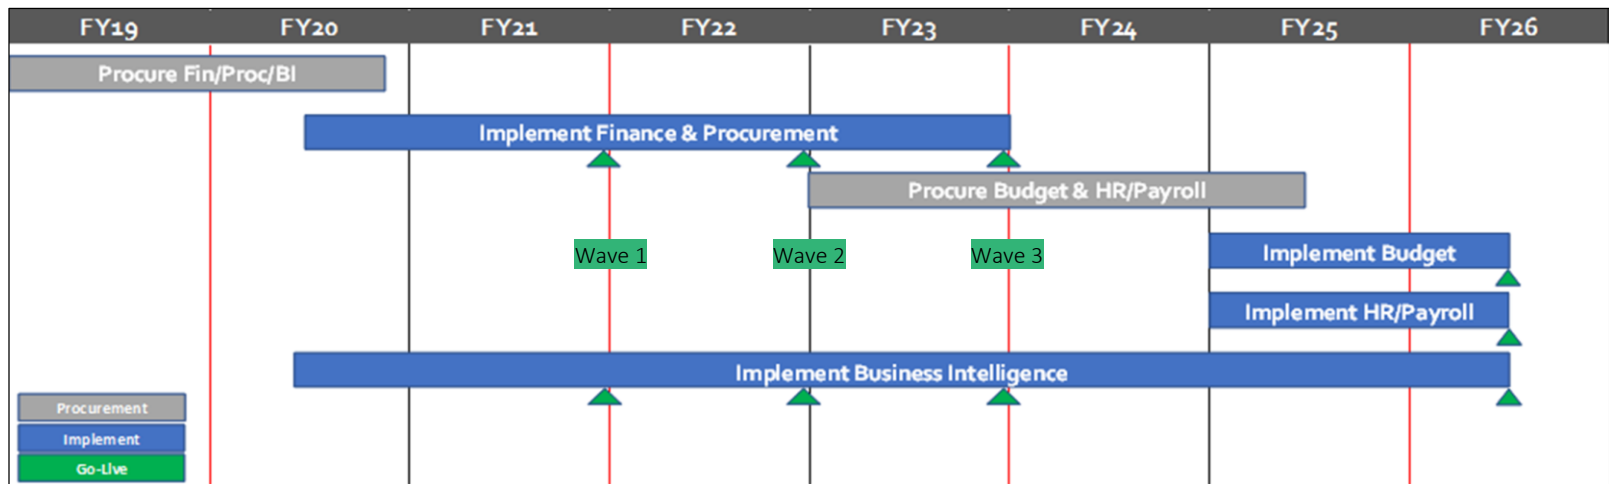 FY19 FY20 FY21 FY22 FY23 FY24 FY25 FY26
Procure Fin/Proc/BI
Implement Finance & Procurement
Procure Budget & HR/Payroll
Wave 1 Wave 2 Wave 3
Implement Budget
Implement HR/Payroll
Implement Business Intelligence
Procurement
Implement
Go-Live